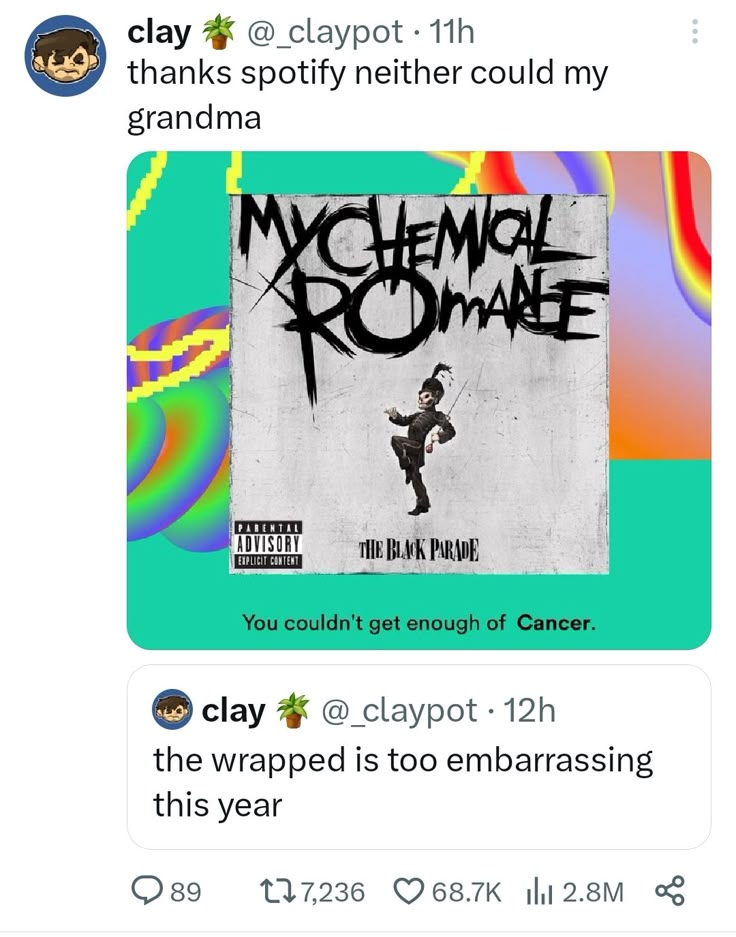 clay 🪴 @_claypot · 11h
thanks spotify neither could my
grandma
MY CHEMICAL
ROMANCE
PARENTAL
ADVISORY
EXPLICIT CONTENT
THE BLACK PARADE
You couldn't get enough of Cancer.
clay 🪴 @_claypot · 12h
the wrapped is too embarrassing
this year
89 7,236 68.7K 2.8M